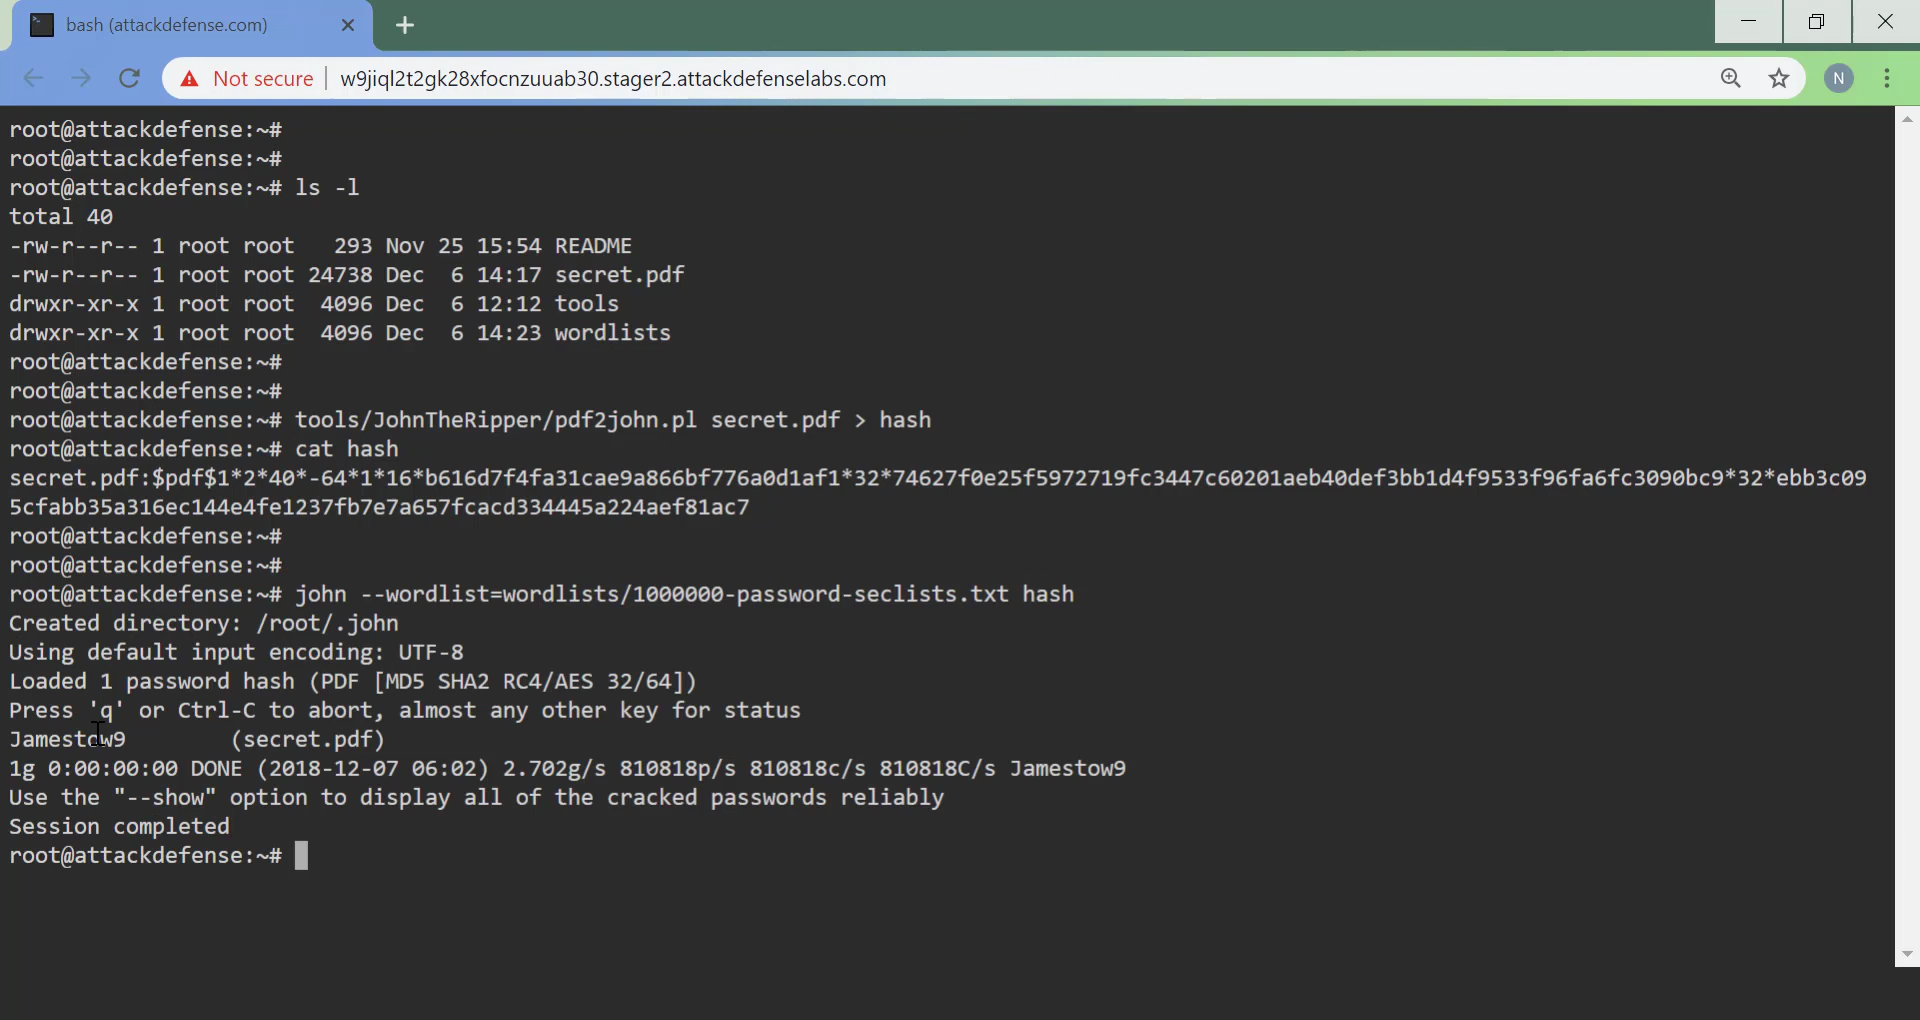 bash (attackdefense.com)
Not secure w9jiql2t2gk28xfocnzuuab30.stager2.attackdefenselabs.com
N
root@attackdefense:~#
root@attackdefense:~#
root@attackdefense:~# ls -l
total 40
-rw-r--r-- 1 root root   293 Nov 25 15:54 README
-rw-r--r-- 1 root root 24738 Dec  6 14:17 secret.pdf
drwxr-xr-x 1 root root  4096 Dec  6 12:12 tools
drwxr-xr-x 1 root root  4096 Dec  6 14:23 wordlists
root@attackdefense:~#
root@attackdefense:~#
root@attackdefense:~# tools/JohnTheRipper/pdf2john.pl secret.pdf > hash
root@attackdefense:~# cat hash
secret.pdf:$pdf$1*2*40*-64*1*16*b616d7f4fa31cae9a866bf776a0d1af1*32*74627f0e25f5972719fc3447c60201aeb40def3bb1d4f9533f96fa6fc3090bc9*32*ebb3c09
5cfabb35a316ec144e4fe1237fb7e7a657fcacd334445a224aef81ac7
root@attackdefense:~#
root@attackdefense:~#
root@attackdefense:~# john --wordlist=wordlists/1000000-password-seclists.txt hash
Created directory: /root/.john
Using default input encoding: UTF-8
Loaded 1 password hash (PDF [MD5 SHA2 RC4/AES 32/64])
Press 'q' or Ctrl-C to abort, almost any other key for status
Jamestow9        (secret.pdf)
1g 0:00:00:00 DONE (2018-12-07 06:02) 2.702g/s 810818p/s 810818c/s 810818C/s Jamestow9
Use the "--show" option to display all of the cracked passwords reliably
Session completed
root@attackdefense:~#